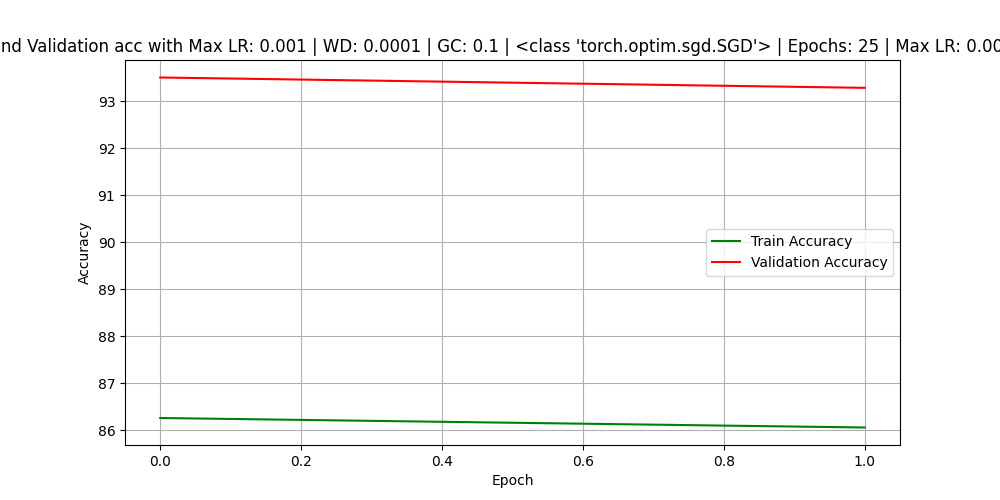 nd Validation acc with Max LR: 0.001 | WD: 0.0001 | GC: 0.1 | <class 'torch.optim.sgd.SGD'> | Epochs: 25 | Max LR: 0.00
93
92
91
90
89
88
87
86
Accuracy
Train Accuracy
Validation Accuracy
0.0 0.2 0.4 0.6 0.8 1.0
Epoch